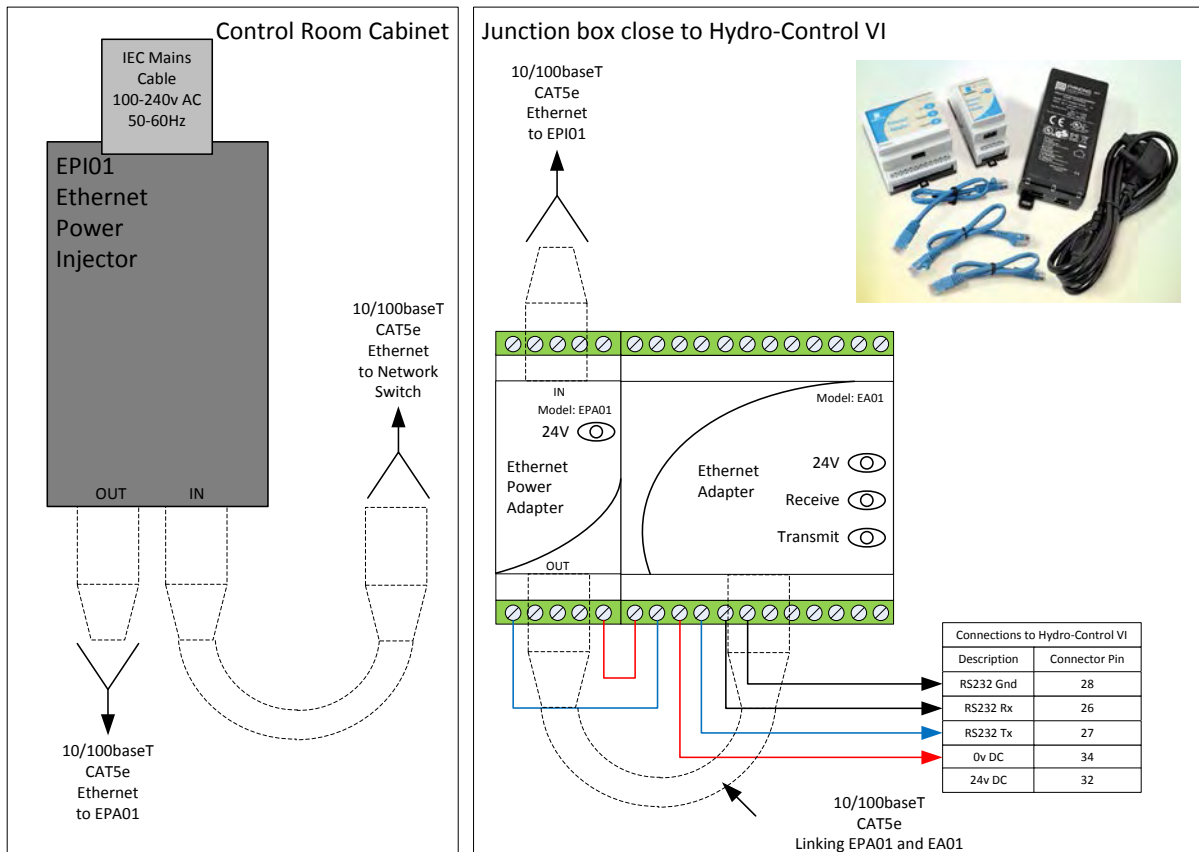 Control Room Cabinet
IEC Mains
Cable
100-240v AC
50-60Hz
EPI01
Ethernet
Power
Injector
OUT
IN
10/100baseT
CAT5e
Ethernet
to Network
Switch
10/100baseT
CAT5e
Ethernet
to EPA01
Junction box close to Hydro-Control VI
10/100baseT
CAT5e
Ethernet
to EPI01
IN
Model: EPA01
24V
Ethernet
Power
Adapter
OUT
Model: EA01
Ethernet
Adapter
24V
Receive
Transmit
Connections to Hydro-Control VI
Description Connector Pin
RS232 Gnd 28
RS232 Rx 26
RS232 Tx 27
0v DC 34
24v DC 32
10/100baseT
CAT5e
Linking EPA01 and EA01